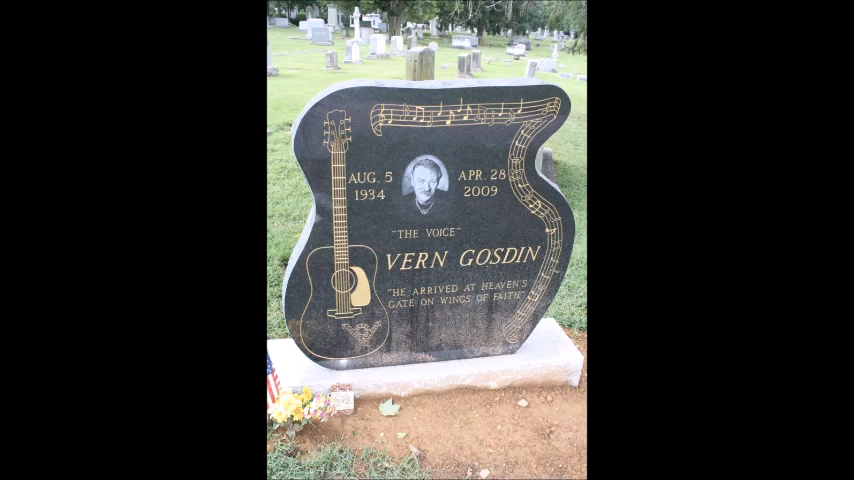 AUG. 5 APR. 28
1934 2009
"THE VOICE"
VERN GOSDIN
"HE ARRIVED AT HEAVEN'S
GATE ON WINGS OF FAITH"